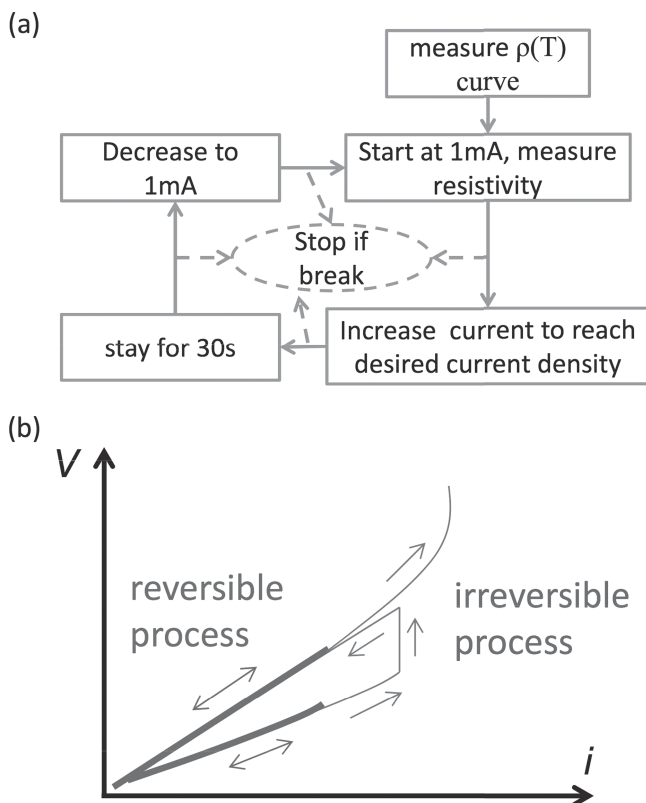 (a)
measure ρ(T)
curve
Decrease to
1mA
Start at 1mA, measure
resistivity
Stop if
break
stay for 30s
Increase current to reach
desired current density
(b)
V
reversible
process
irreversible
process
i